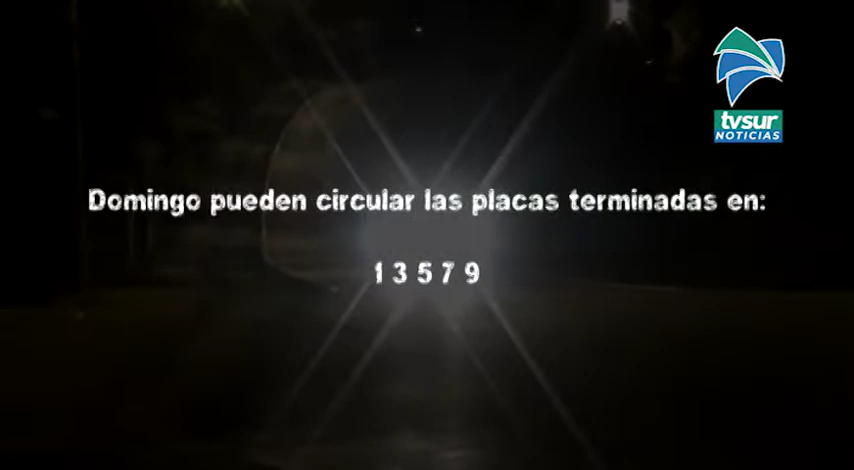 tvsur
NOTICIAS
Domingo pueden circular las placas terminadas en:
1 3 5 7 9